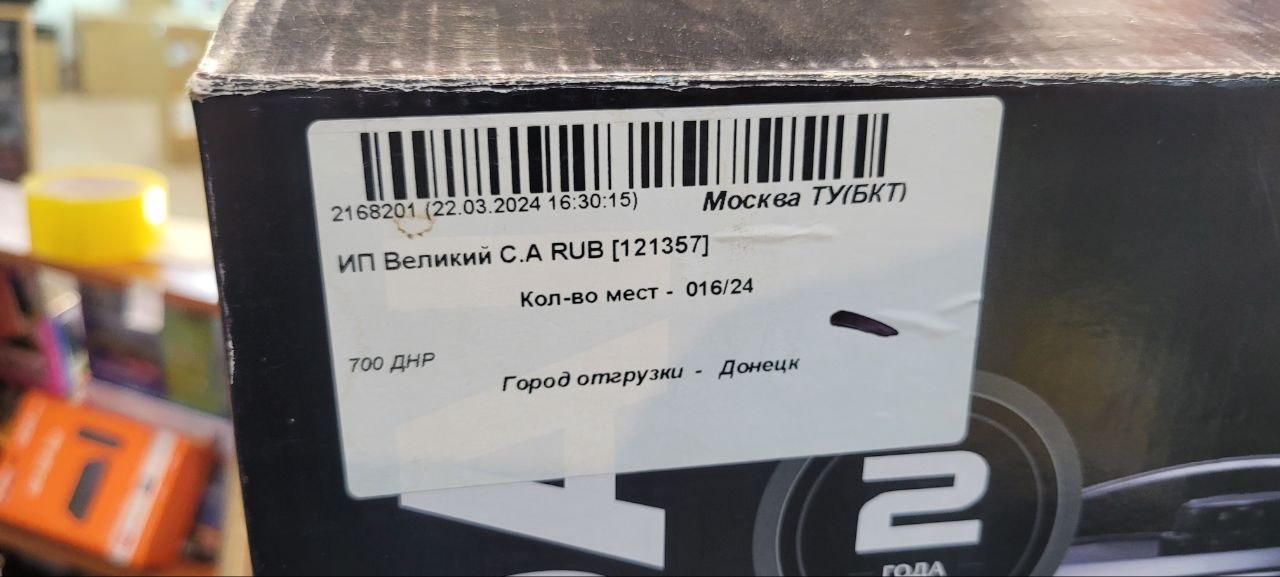 2168201 (22.03.2024 16:30:15) Москва ТУ(БКТ)
ИП Великий С.А RUB [121357]
Кол-во мест - 016/24
700 ДНР
Город отгрузки - Донецк
2
ГОДА